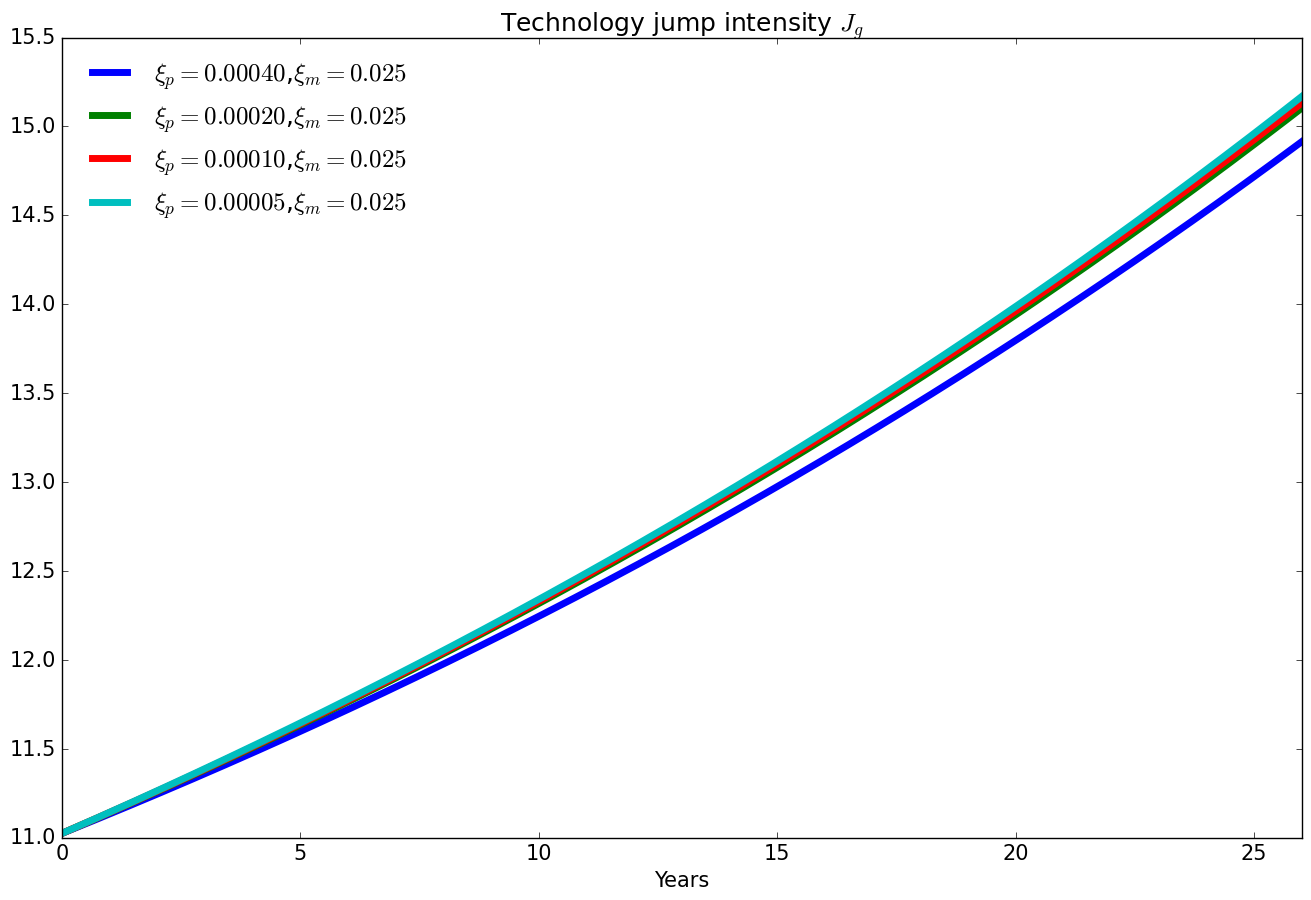 Technology jump intensity J_g
15.5
15.0
14.5
14.0
13.5
13.0
12.5
12.0
11.5
11.0
ξ_p = 0.00040,ξ_m = 0.025
ξ_p = 0.00020,ξ_m = 0.025
ξ_p = 0.00010,ξ_m = 0.025
ξ_p = 0.00005,ξ_m = 0.025
0 5 10 15 20 25
Years